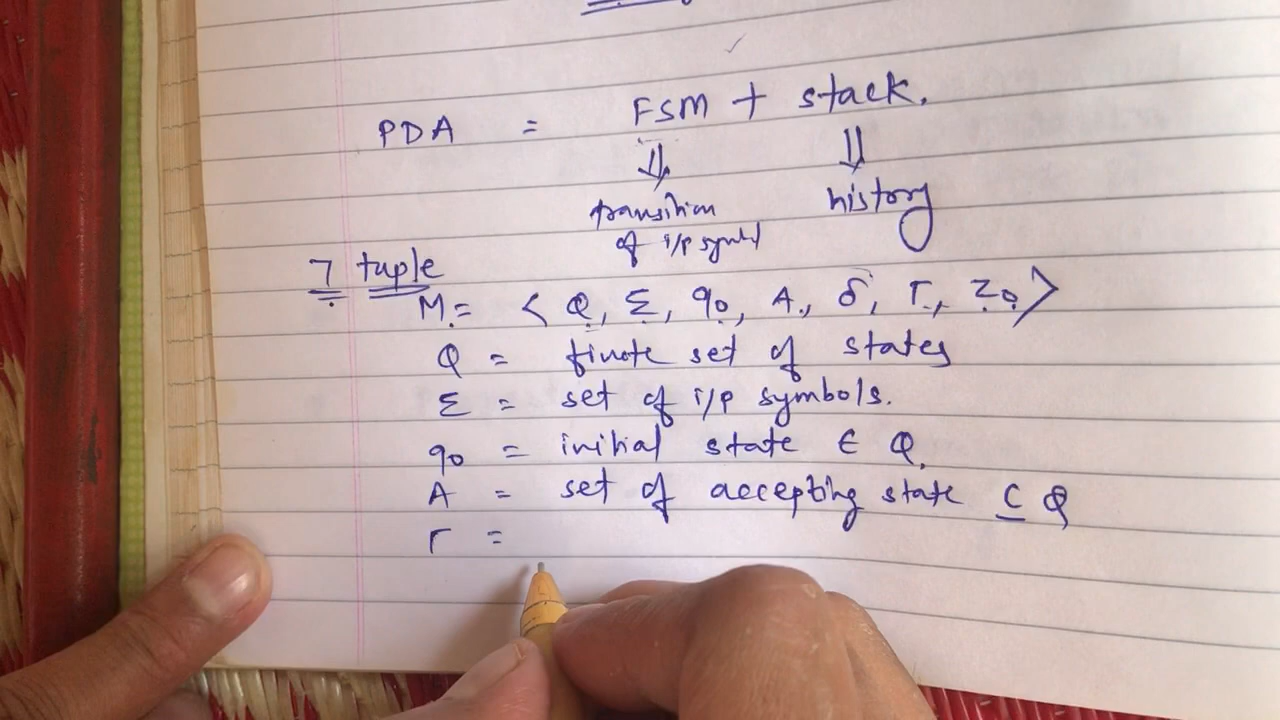 PDA = FSM + stack.
⇓ ⇓
transition history
of i/p symbl
7 tuple
M = < Q, Σ, q0, A, δ, Γ, Z0 >
Q = finite set of states
Σ = set of i/p symbols.
q0 = initial state ∈ Q.
A = set of accepting state ⊆ Q
Γ =